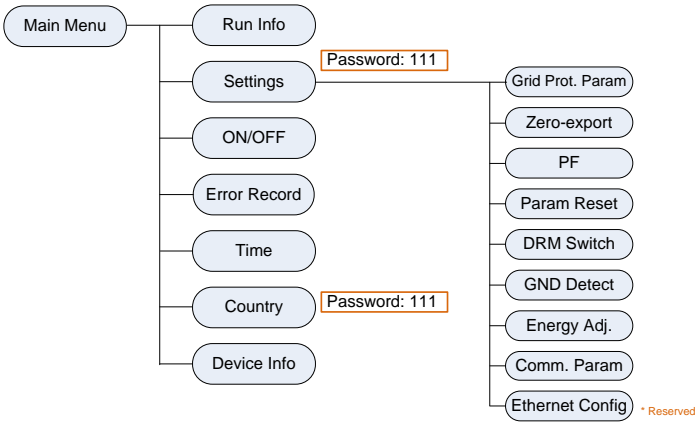 Main Menu
Run Info
Settings
Password: 111
ON/OFF
Error Record
Time
Country
Password: 111
Device Info
Grid Prot. Param
Zero-export
PF
Param Reset
DRM Switch
GND Detect
Energy Adj.
Comm. Param
Ethernet Config
* Reserved